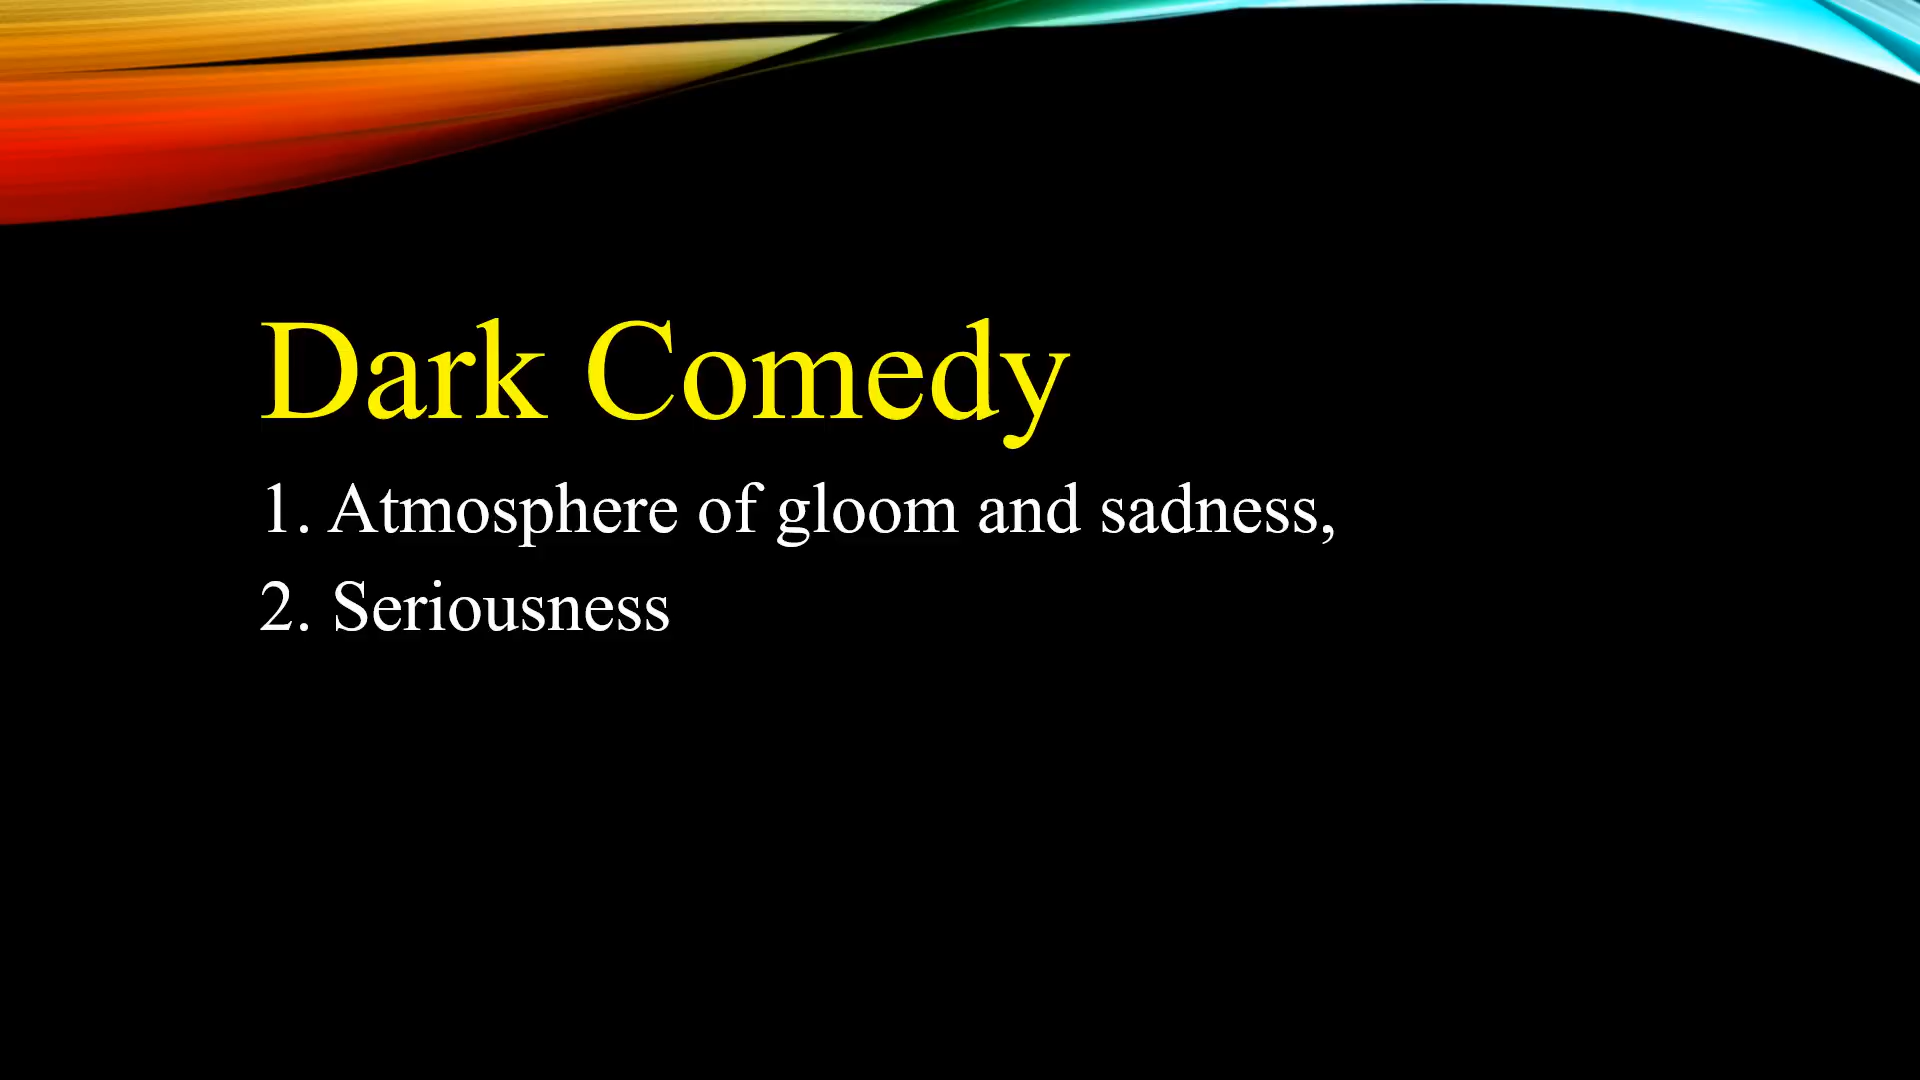 Dark Comedy
1. Atmosphere of gloom and sadness,
2. Seriousness